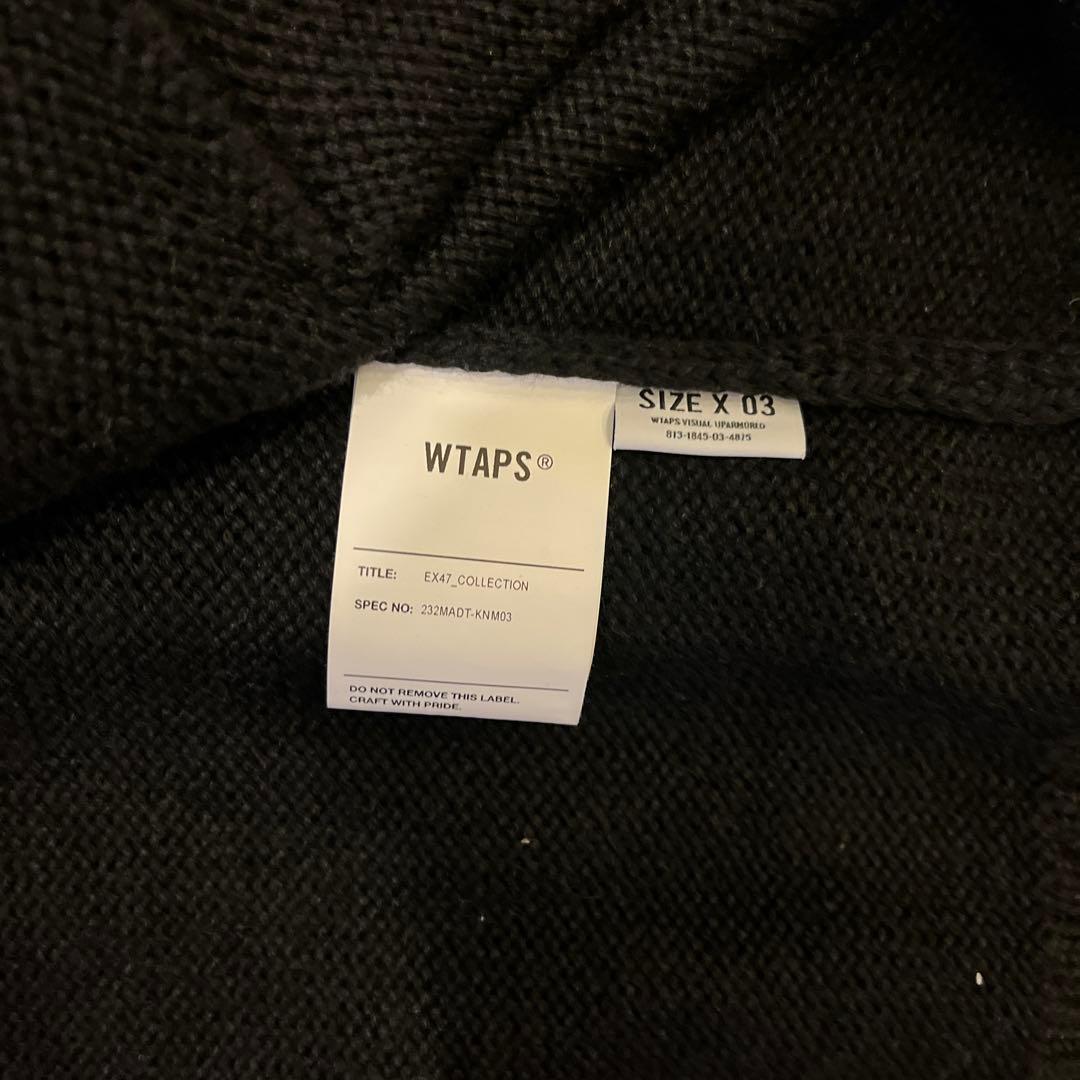 WTAPS®
TITLE: EX47_COLLECTION
SPEC NO: 232MADT-KNM03
DO NOT REMOVE THIS LABEL.
CRAFT WITH PRIDE.
SIZE X 03
WTAPS VISUAL UPARMORED
813-1845-03-4875